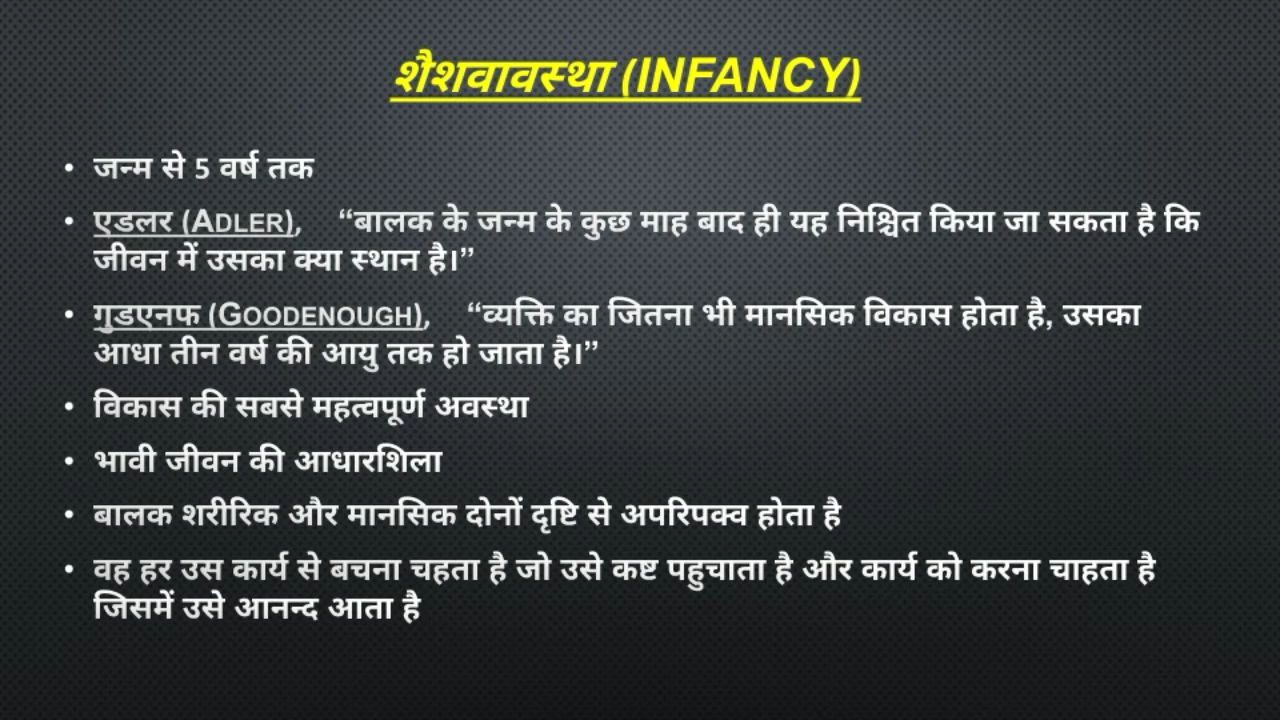 शैशवावस्था (INFANCY)
• जन्म से 5 वर्ष तक
• एडलर (ADLER), “बालक के जन्म के कुछ माह बाद ही यह निश्चित किया जा सकता है कि
जीवन में उसका क्या स्थान है।”
• गुडएनफ (GOODENOUGH), “व्यक्ति का जितना भी मानसिक विकास होता है, उसका
आधा तीन वर्ष की आयु तक हो जाता है।”
• विकास की सबसे महत्वपूर्ण अवस्था
• भावी जीवन की आधारशिला
• बालक शरीरिक और मानसिक दोनों दृष्टि से अपरिपक्व होता है
• वह हर उस कार्य से बचना चहता है जो उसे कष्ट पहुचाता है और कार्य को करना चाहता है
जिसमें उसे आनन्द आता है